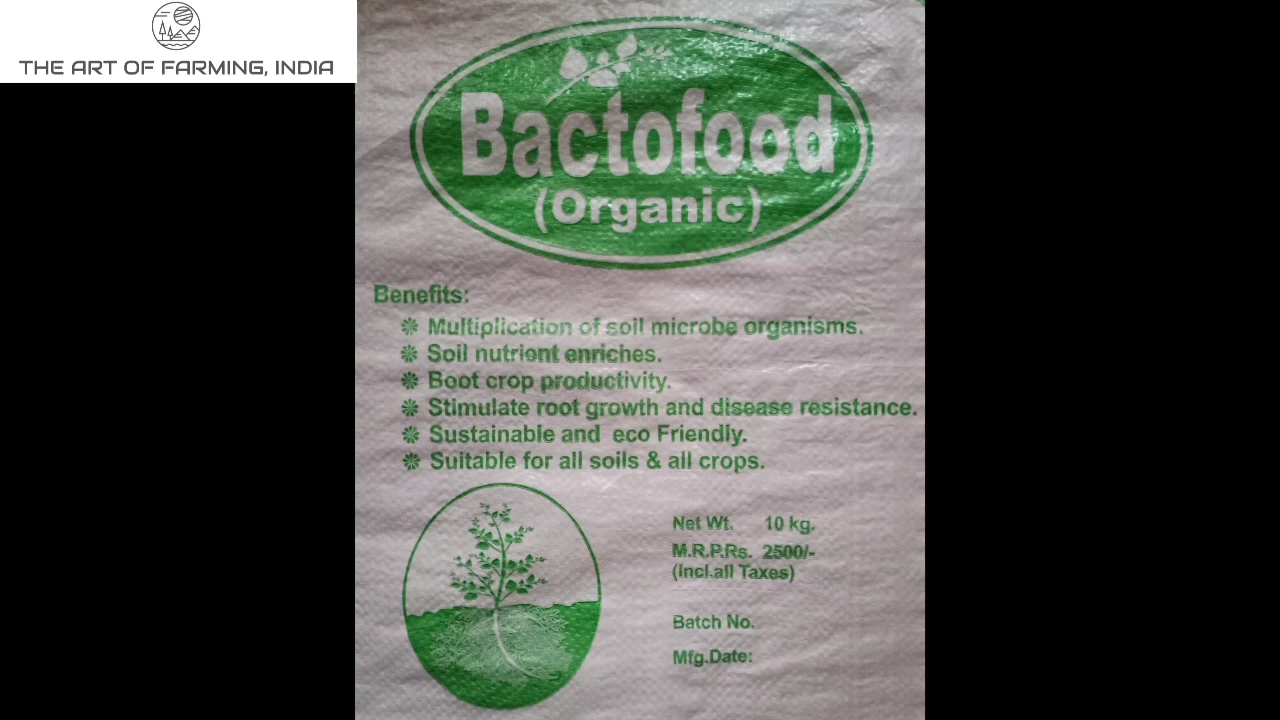 THE ART OF FARMING, INDIA
Bactofood
(Organic)
Benefits:
Multiplication of soil microbe organisms.
Soil nutrient enriches.
Boot crop productivity.
Stimulate root growth and disease resistance.
Sustainable and eco Friendly.
Suitable for all soils & all crops.
Net Wt. 10 kg.
M.R.P.Rs. 2500/-
(Incl.all Taxes)
Batch No.
Mfg.Date: